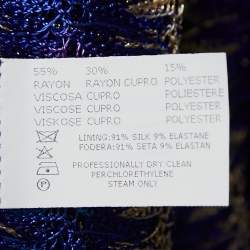 55% 30% 15%
RAYON RAYON CUPRO POLYESTER
VISCOSA CUPRO POLIESTERE
VISCOSE CUPRO POLYESTER
VISKOSE CUPRO POLYESTER
LINING:91% SILK 9% ELASTANE
FODERA:91% SETA 9% ELASTAN
PROFESSIONALLY DRY CLEAN
PERCHLORETHYLENE
P STEAM ONLY